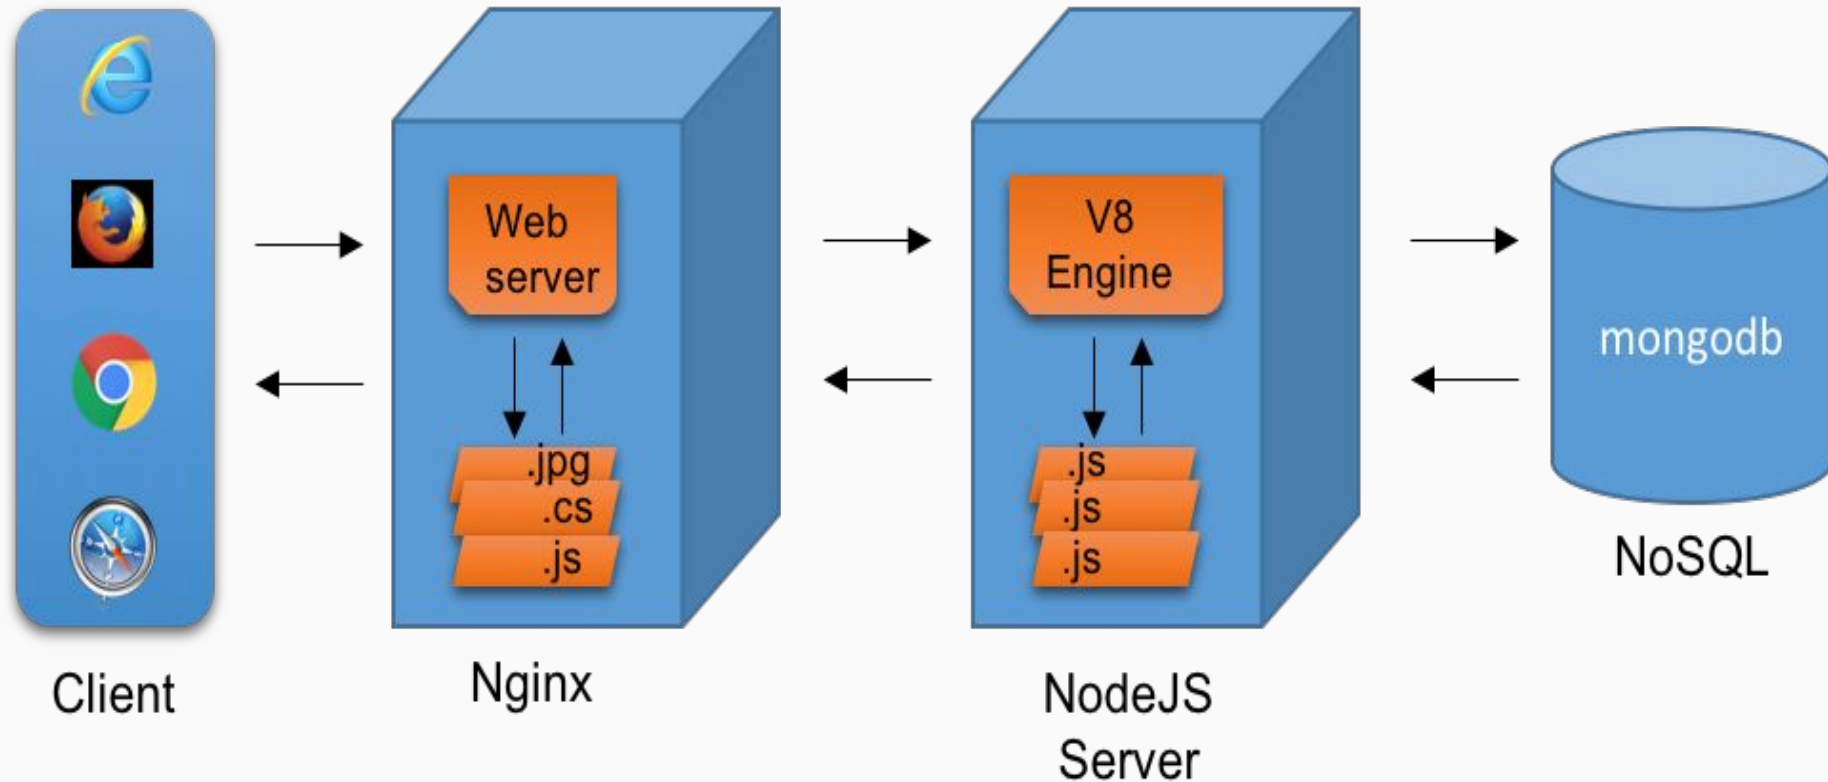 Web
server
.jpg
.cs
.js
V8
Engine
.js
.js
.js
mongodb
Client
Nginx
NodeJS
Server
NoSQL